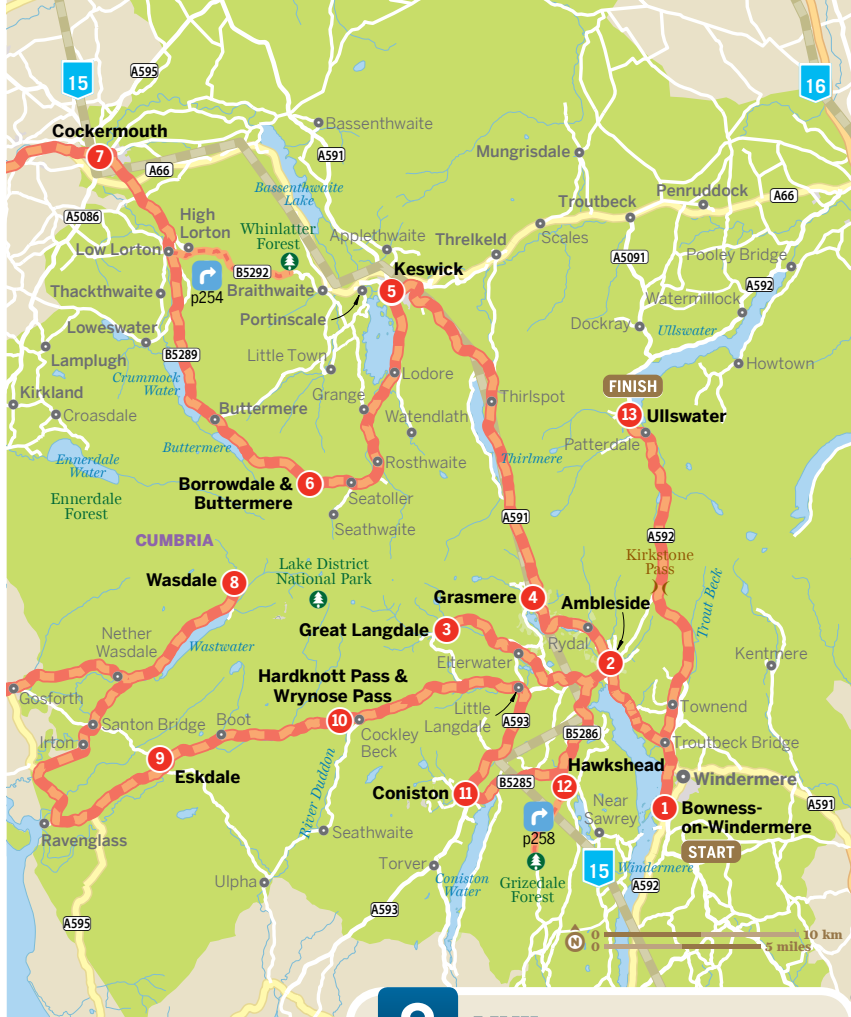 15
A595
16
Cockermouth
7
Bassenthwaite
A591
Mungrisdale
A66
Bassenthwaite
Lake
Troutbeck
Penruddock
A66
A5086
High
Lorton
Whinlatter
Forest
Applethwaite
Threlkeld
Scales
Low Lorton
Keswick
A5091
Pooley Bridge
B5292
p254
Braithwaite
5
A592
Thackthwaite
Portinscale
Watermillock
Loweswater
Dockray
Ullswater
Lamplugh
B5289
Little Town
Howtown
Crummock
Water
Lodore
FINISH
Kirkland
Grange
Thirlspot
13
Ullswater
Croasdale
Buttermere
Watendlath
Patterdale
Buttermere
Ennerdale
Water
Rosthwaite
Thirlmere
Borrowdale &
Buttermere
6
Seatoller
Ennerdale
Forest
Seathwaite
A591
A592
CUMBRIA
Kirkstone
Pass
Lake District
National Park
Wasdale
8
Grasmere
4
Ambleside
Trout Beck
Great Langdale
3
Rydal
Nether
Wasdale
Wastwater
Elterwater
2
Kentmere
Hardknott Pass &
Wrynose Pass
Gosforth
Little
Langdale
Townend
Santon Bridge
Boot
10
Cockley
Beck
A593
B5286
Irton
Troutbeck Bridge
9
Eskdale
Hawkshead
Windermere
River Duddon
Coniston
11
B5285
12
Near
Sawrey
1
Bowness-
on-Windermere
A591
Ravenglass
Seathwaite
p258
START
Torver
15
Windermere
Ulpha
Coniston
Water
Grizedale
Forest
A592
A593
A595
N
0
10 km
0
5 miles